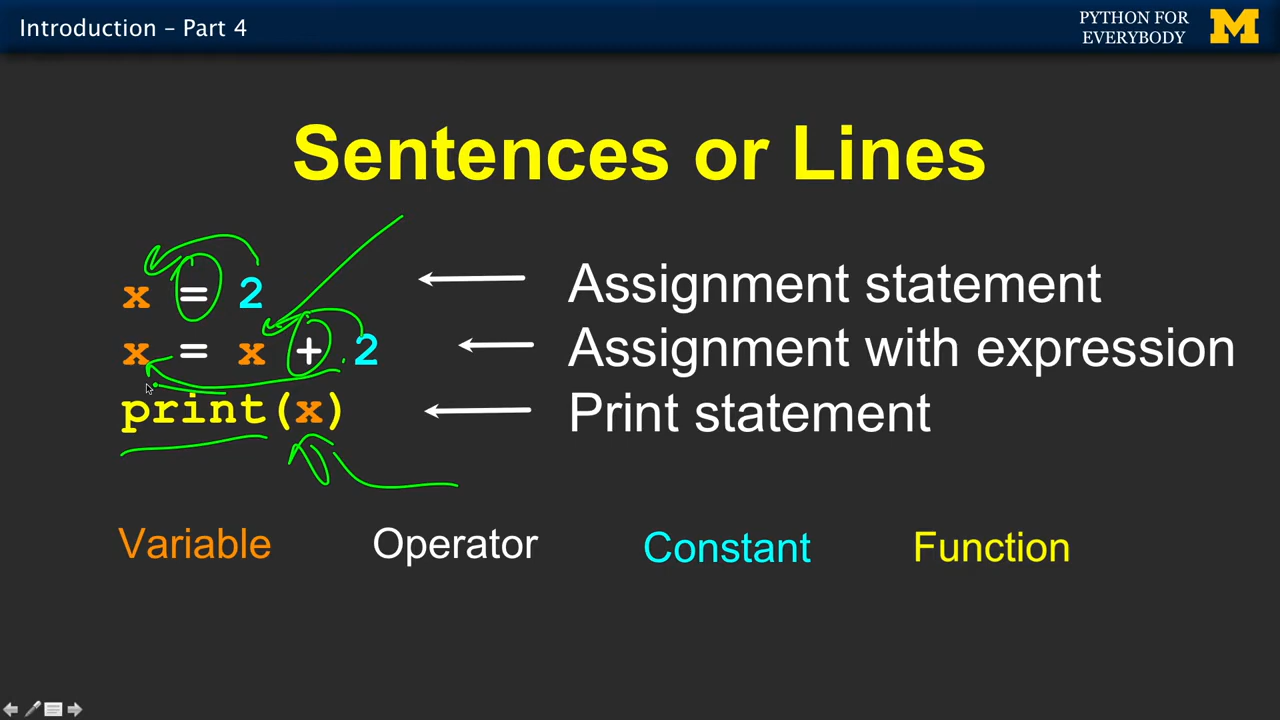 Introduction – Part 4
PYTHON FOR
EVERYBODY
M
Sentences or Lines
x = 2
Assignment statement
x = x + 2
Assignment with expression
print(x)
Print statement
Variable
Operator
Constant
Function